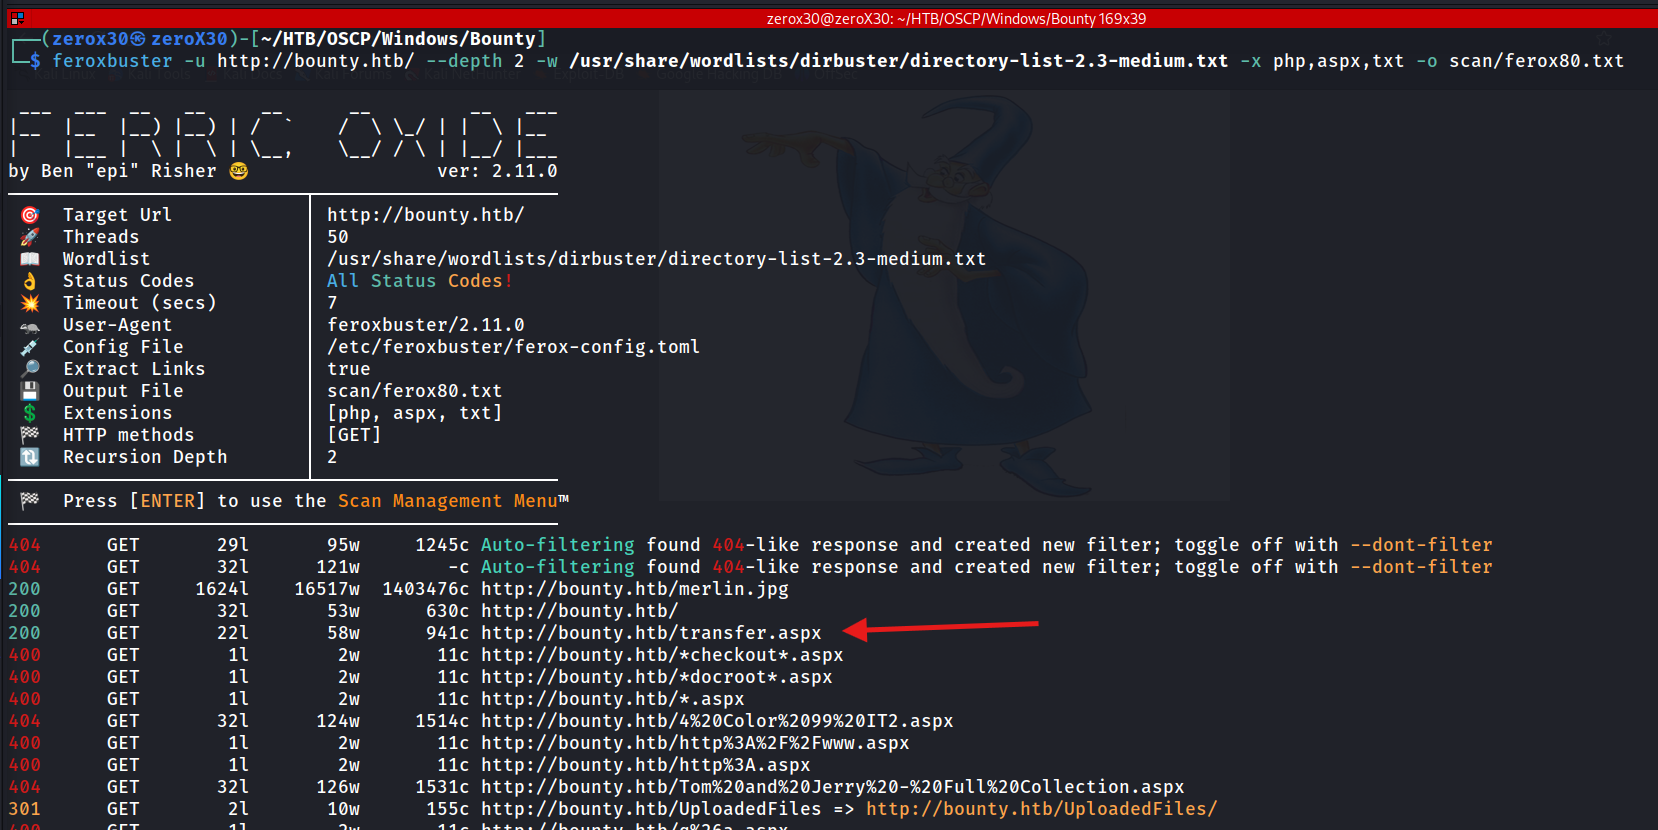 zerox30@zeroX30: ~/HTB/OSCP/Windows/Bounty 169x39
┌──(zerox30㉿zeroX30)-[~/HTB/OSCP/Windows/Bounty]
└─$ feroxbuster -u http://bounty.htb/ --depth 2 -w /usr/share/wordlists/dirbuster/directory-list-2.3-medium.txt -x php,aspx,txt -o scan/ferox80.txt
FERRIC OXIDE
by Ben "epi" Risher 🤓 ver: 2.11.0
🎯 Target Url │ http://bounty.htb/
🚀 Threads │ 50
📖 Wordlist │ /usr/share/wordlists/dirbuster/directory-list-2.3-medium.txt
👌 Status Codes │ All Status Codes!
💥 Timeout (secs) │ 7
🦡 User-Agent │ feroxbuster/2.11.0
💉 Config File │ /etc/feroxbuster/ferox-config.toml
🔎 Extract Links │ true
💾 Output File │ scan/ferox80.txt
💲 Extensions │ [php, aspx, txt]
🏁 HTTP methods │ [GET]
🔃 Recursion Depth │ 2
🏁 Press [ENTER] to use the Scan Management Menu™
404 GET 29l 95w 1245c Auto-filtering found 404-like response and created new filter; toggle off with --dont-filter
404 GET 32l 121w -c Auto-filtering found 404-like response and created new filter; toggle off with --dont-filter
200 GET 1624l 16517w 1403476c http://bounty.htb/merlin.jpg
200 GET 32l 53w 630c http://bounty.htb/
200 GET 22l 58w 941c http://bounty.htb/transfer.aspx
400 GET 1l 2w 11c http://bounty.htb/*checkout*.aspx
400 GET 1l 2w 11c http://bounty.htb/*docroot*.aspx
400 GET 1l 2w 11c http://bounty.htb/*.aspx
404 GET 32l 124w 1514c http://bounty.htb/4%20Color%2099%20IT2.aspx
400 GET 1l 2w 11c http://bounty.htb/http%3A%2F%2Fwww.aspx
400 GET 1l 2w 11c http://bounty.htb/http%3A.aspx
404 GET 32l 126w 1531c http://bounty.htb/Tom%20and%20Jerry%20-%20Full%20Collection.aspx
301 GET 2l 10w 155c http://bounty.htb/UploadedFiles => http://bounty.htb/UploadedFiles/
400 GET 1l 2w 11c http://bounty.htb/q%26a.aspx